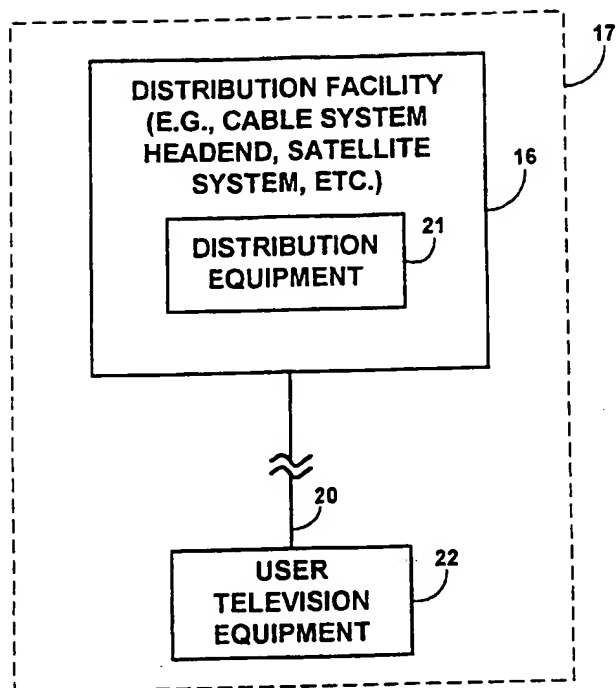 17
DISTRIBUTION FACILITY
(E.G., CABLE SYSTEM
HEADEND, SATELLITE
SYSTEM, ETC.)
16
DISTRIBUTION
EQUIPMENT
21
20
USER
TELEVISION
EQUIPMENT
22